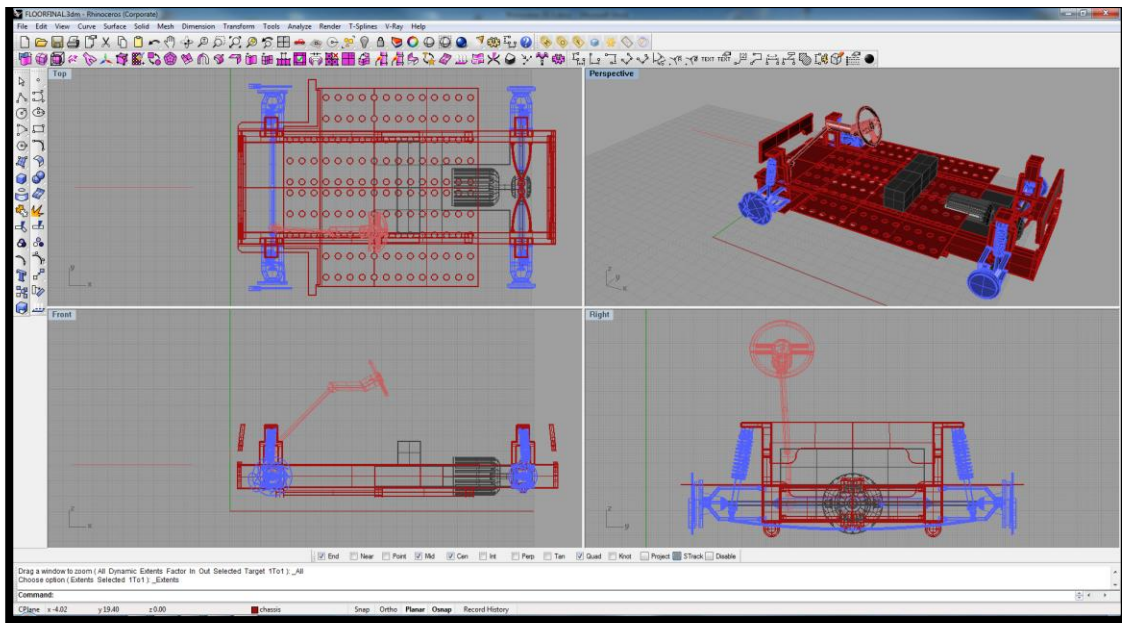 FLOORFINAL.3dm - Rhinoceros (Corporate)
File Edit View Curve Surface Solid Mesh Dimension Transform Tools Analyze Render T-Splines V-Ray Help
TEXT TEXT
Top
Perspective
y
x
z
y
x
Front
Right
z
x
z
y
End Near Point Mid Cen Int Perp Tan Quad Knot Project STrack Disable
Drag a window to zoom ( All Dynamic Extents Factor In Out Selected Target 1To1 ): _All
Choose option ( Extents Selected 1To1 ): _Extents
Command:
CPlane x -4.02 y 19.40 z 0.00 chassis Snap Ortho Planar Osnap Record History